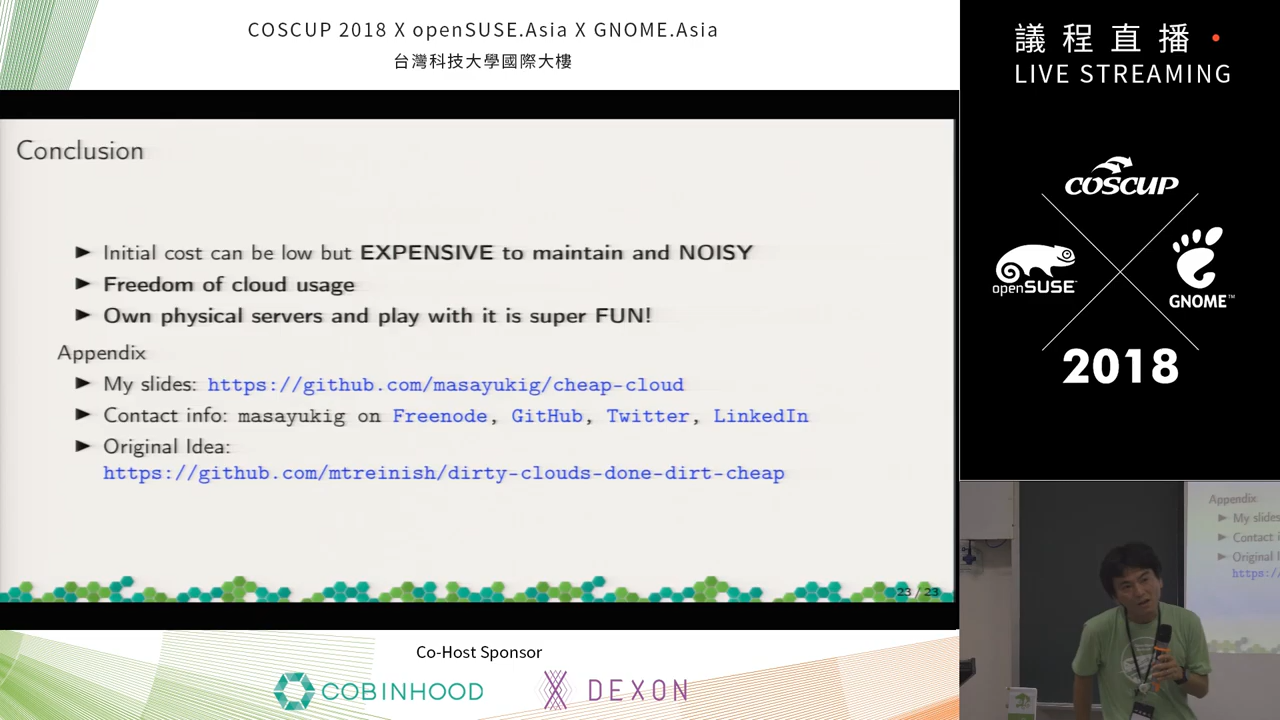 COSCUP 2018 X openSUSE.Asia X GNOME.Asia
台灣科技大學國際大樓
議程直播
LIVE STREAMING
COSCUP
openSUSE
GNOME™
2018
Conclusion
► Initial cost can be low but EXPENSIVE to maintain and NOISY
► Freedom of cloud usage
► Own physical servers and play with it is super FUN!
Appendix
► My slides: https://github.com/masayukig/cheap-cloud
► Contact info: masayukig on Freenode, GitHub, Twitter, LinkedIn
► Original Idea:
https://github.com/mtreinish/dirty-clouds-done-dirt-cheap
23 / 23
Appendix
► My slides
► Contact i
► Original I
https:/
Co-Host Sponsor
COBINHOOD
DEXON